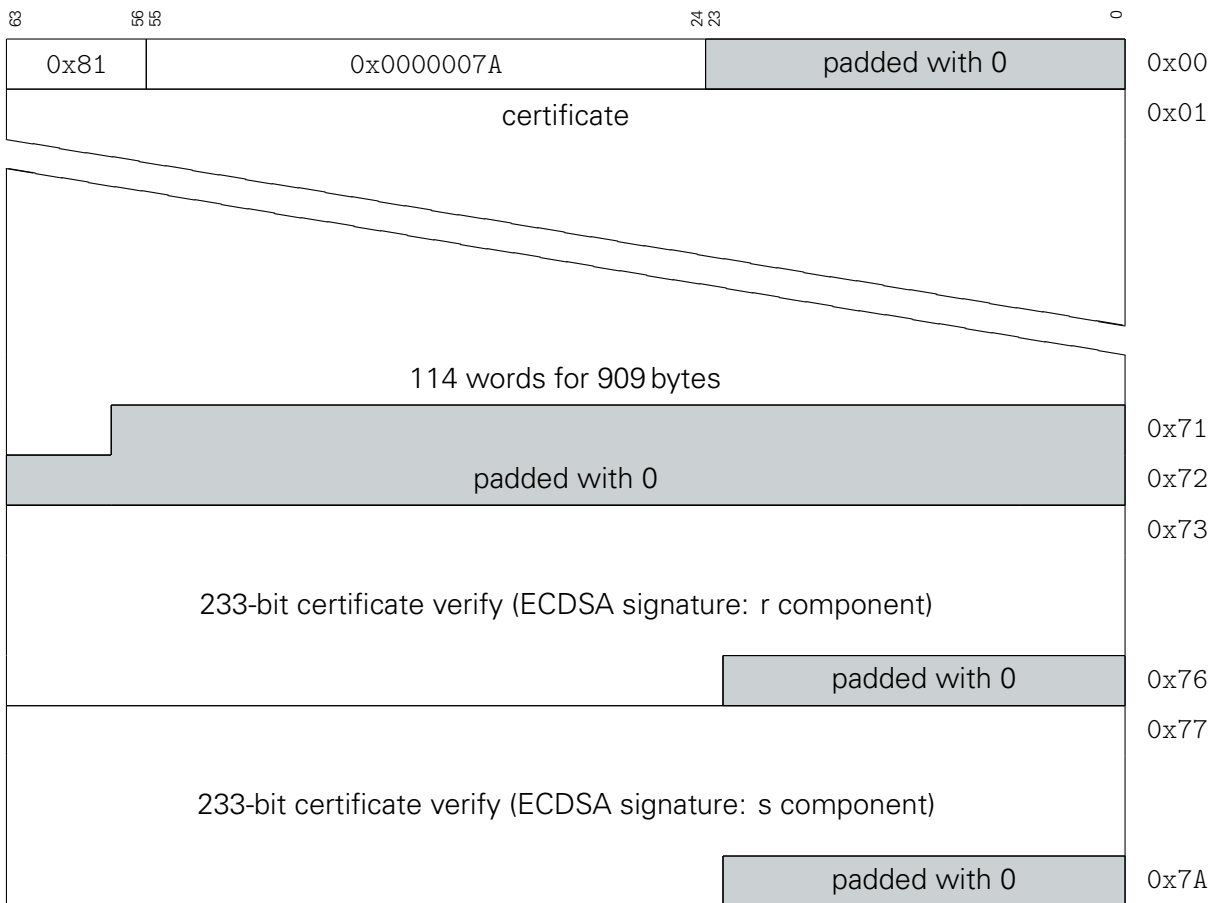 63 56 55 24 23 0
0x81 0x0000007A padded with 0 0x00
certificate 0x01
114 words for 909 bytes
0x71
padded with 0 0x72
0x73
233-bit certificate verify (ECDSA signature: r component)
padded with 0 0x76
0x77
233-bit certificate verify (ECDSA signature: s component)
padded with 0 0x7A